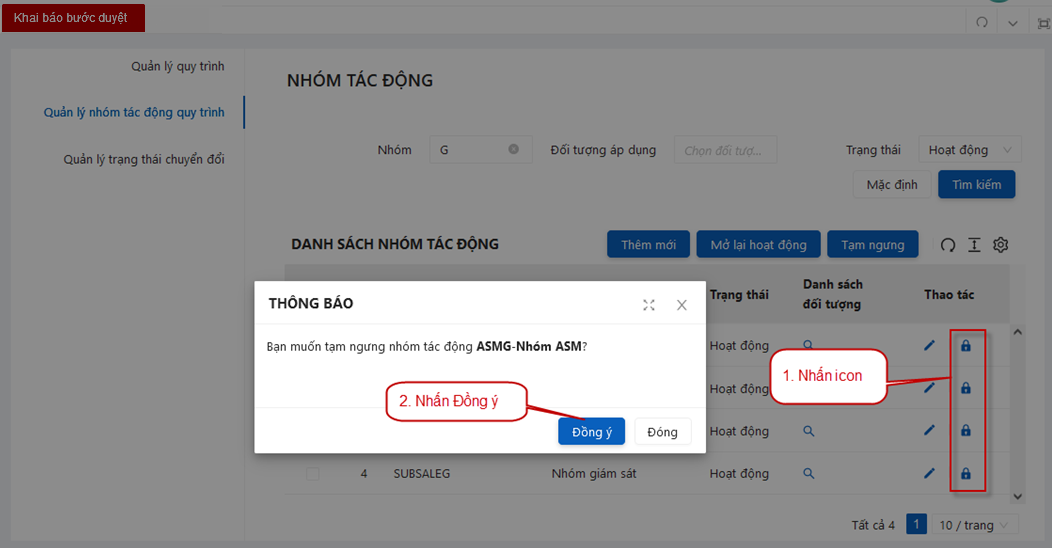 Khai báo bước duyệt
Quản lý quy trình
Quản lý nhóm tác động quy trình
Quản lý trạng thái chuyển đổi
NHÓM TÁC ĐỘNG
Nhóm G Đối tượng áp dụng Chọn đối tượ... Trạng thái Hoạt động
Mặc định Tìm kiếm
DANH SÁCH NHÓM TÁC ĐỘNG Thêm mới Mở lại hoạt động Tạm ngưng
Trạng thái Danh sách đối tượng Thao tác
THÔNG BÁO
Bạn muốn tạm ngưng nhóm tác động ASMG-Nhóm ASM?
2. Nhấn Đồng ý
Đồng ý Đóng
Hoạt động
1. Nhấn icon
Hoạt động
Hoạt động
4 SUBSALEG Nhóm giám sát Hoạt động
Tất cả 4 1 10 / trang